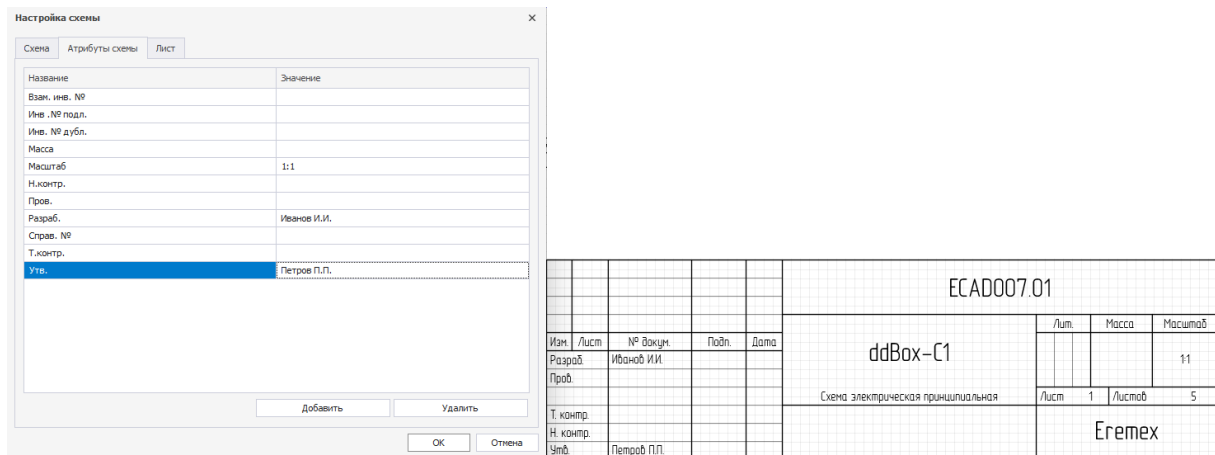 Настройка схемы
Схема Атрибуты схемы Лист
Название Значение
Взам. инв. №
Инв .№ подл.
Инв. № дубл.
Масса
Масштаб 1:1
Н.контр.
Пров.
Разраб. Иванов И.И.
Справ. №
Т.контр.
Утв. Петров П.П.
Добавить Удалить
ОК Отмена
ECAD007.01
Лит. Масса Масштаб
Изм. Лист № докум. Подп. Дата
ddBox-C1
Разраб. Иванов И.И. 1:1
Пров.
Схема электрическая принципиальная Лист 1 Листов 5
Т. контр.
Н. контр. Eremex
Утв. Петров П.П.